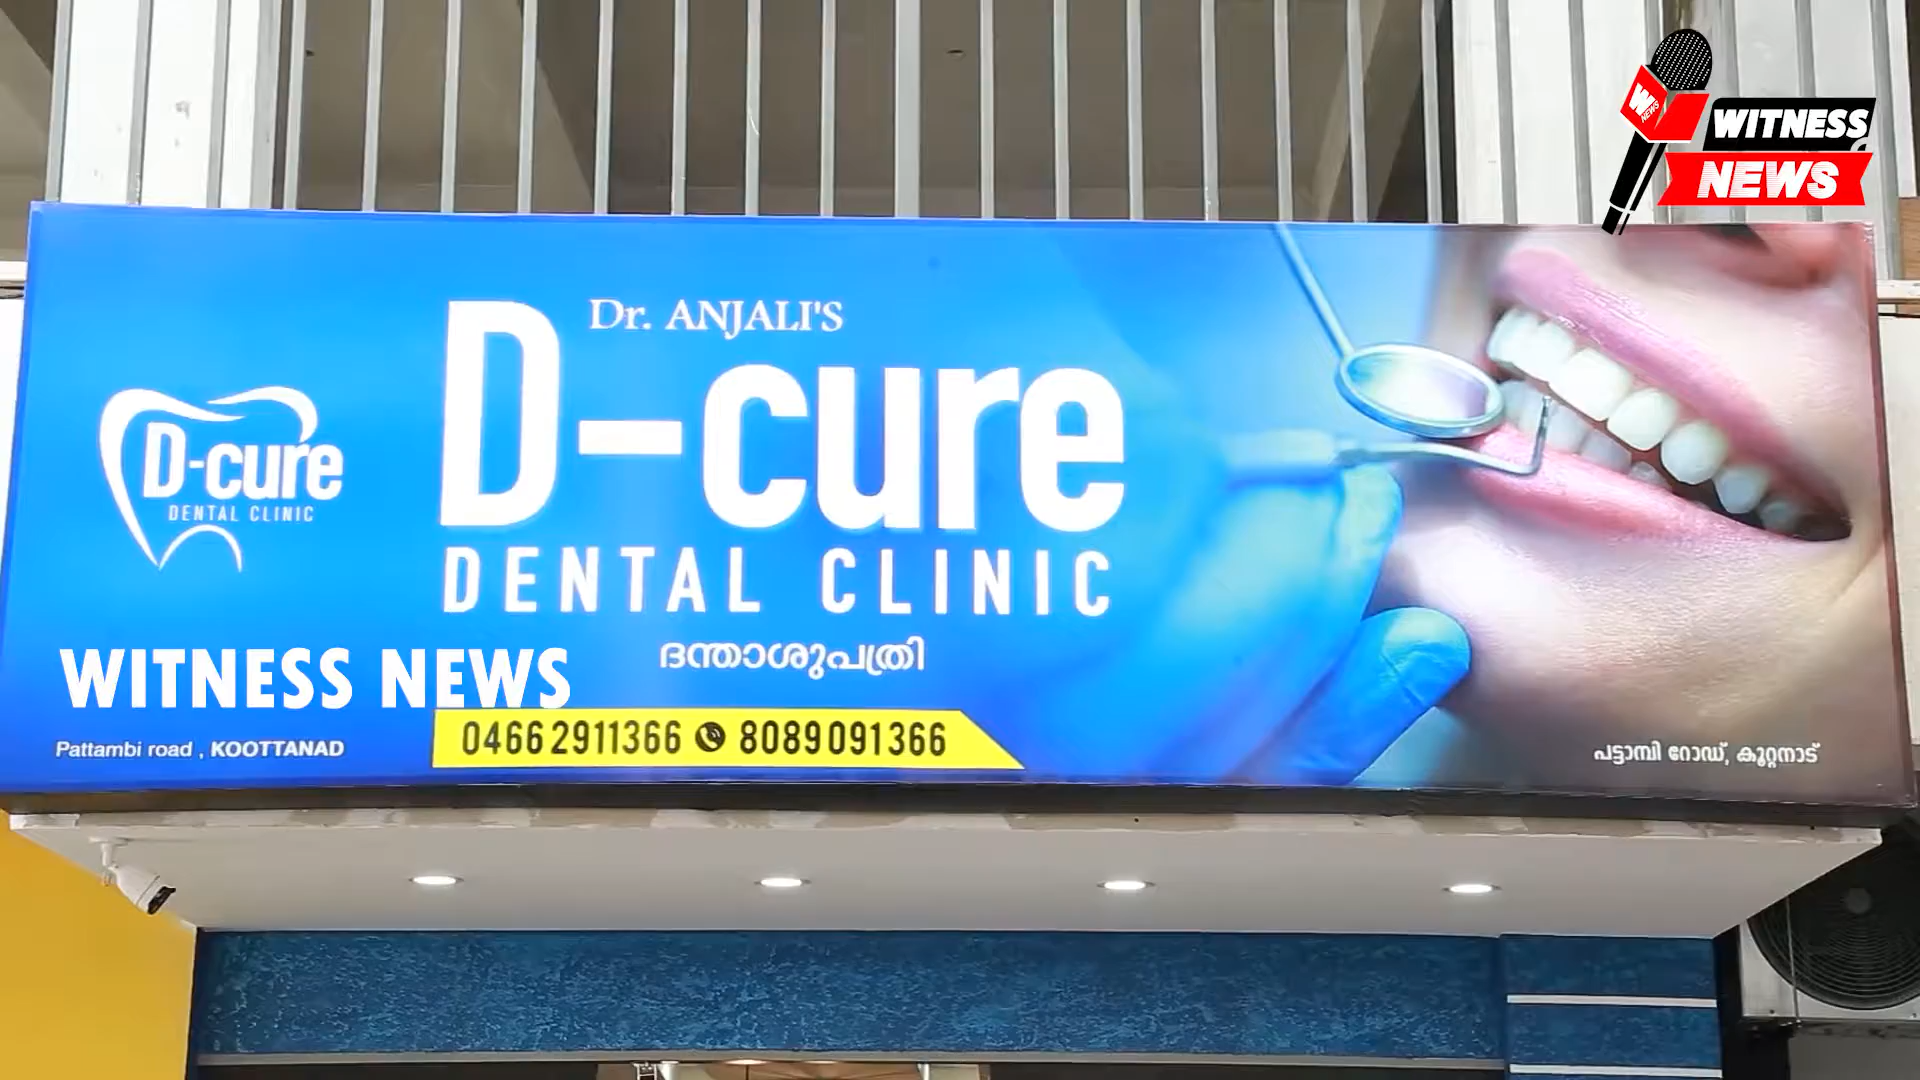 W
NEWS
WITNESS
NEWS
Dr. ANJALI'S
D-cure
DENTAL CLINIC
D-cure
DENTAL CLINIC
ദന്താശുപത്രി
WITNESS NEWS
0466 2911366 8089091366
Pattambi road , KOOTTANAD
പട്ടാമ്പി റോഡ്, കൂറ്റനാട്